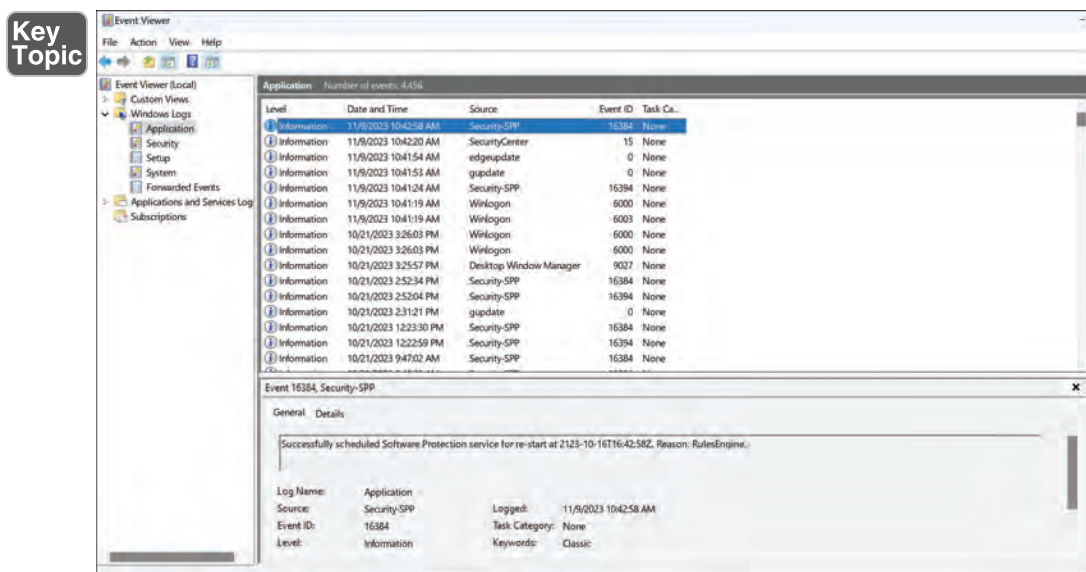 Key
Topic
Event Viewer
File Action View Help
Event Viewer (Local)
Custom Views
Windows Logs
Application
Security
Setup
System
Forwarded Events
Applications and Services Log
Subscriptions
Application Number of events: 4,456
Level Date and Time Source Event ID Task Ca...
Information 11/9/2023 10:42:58 AM Security-SPP 16384 None
Information 11/9/2023 10:42:20 AM SecurityCenter 15 None
Information 11/9/2023 10:41:54 AM edgeupdate 0 None
Information 11/9/2023 10:41:53 AM gupdate 0 None
Information 11/9/2023 10:41:24 AM Security-SPP 16394 None
Information 11/9/2023 10:41:19 AM Winlogon 6000 None
Information 11/9/2023 10:41:19 AM Winlogon 6003 None
Information 10/21/2023 3:26:03 PM Winlogon 6000 None
Information 10/21/2023 3:26:03 PM Winlogon 6000 None
Information 10/21/2023 3:25:57 PM Desktop Window Manager 9027 None
Information 10/21/2023 2:52:34 PM Security-SPP 16384 None
Information 10/21/2023 2:52:04 PM Security-SPP 16394 None
Information 10/21/2023 2:31:21 PM gupdate 0 None
Information 10/21/2023 12:23:30 PM Security-SPP 16384 None
Information 10/21/2023 12:22:59 PM Security-SPP 16394 None
Information 10/21/2023 9:47:02 AM Security-SPP 16384 None
Event 16384, Security-SPP
General Details
Successfully scheduled Software Protection service for re-start at 2123-10-16T16:42:58Z. Reason: RulesEngine.
Log Name: Application
Source: Security-SPP Logged: 11/9/2023 10:42:58 AM
Event ID: 16384 Task Category: None
Level: Information Keywords: Classic